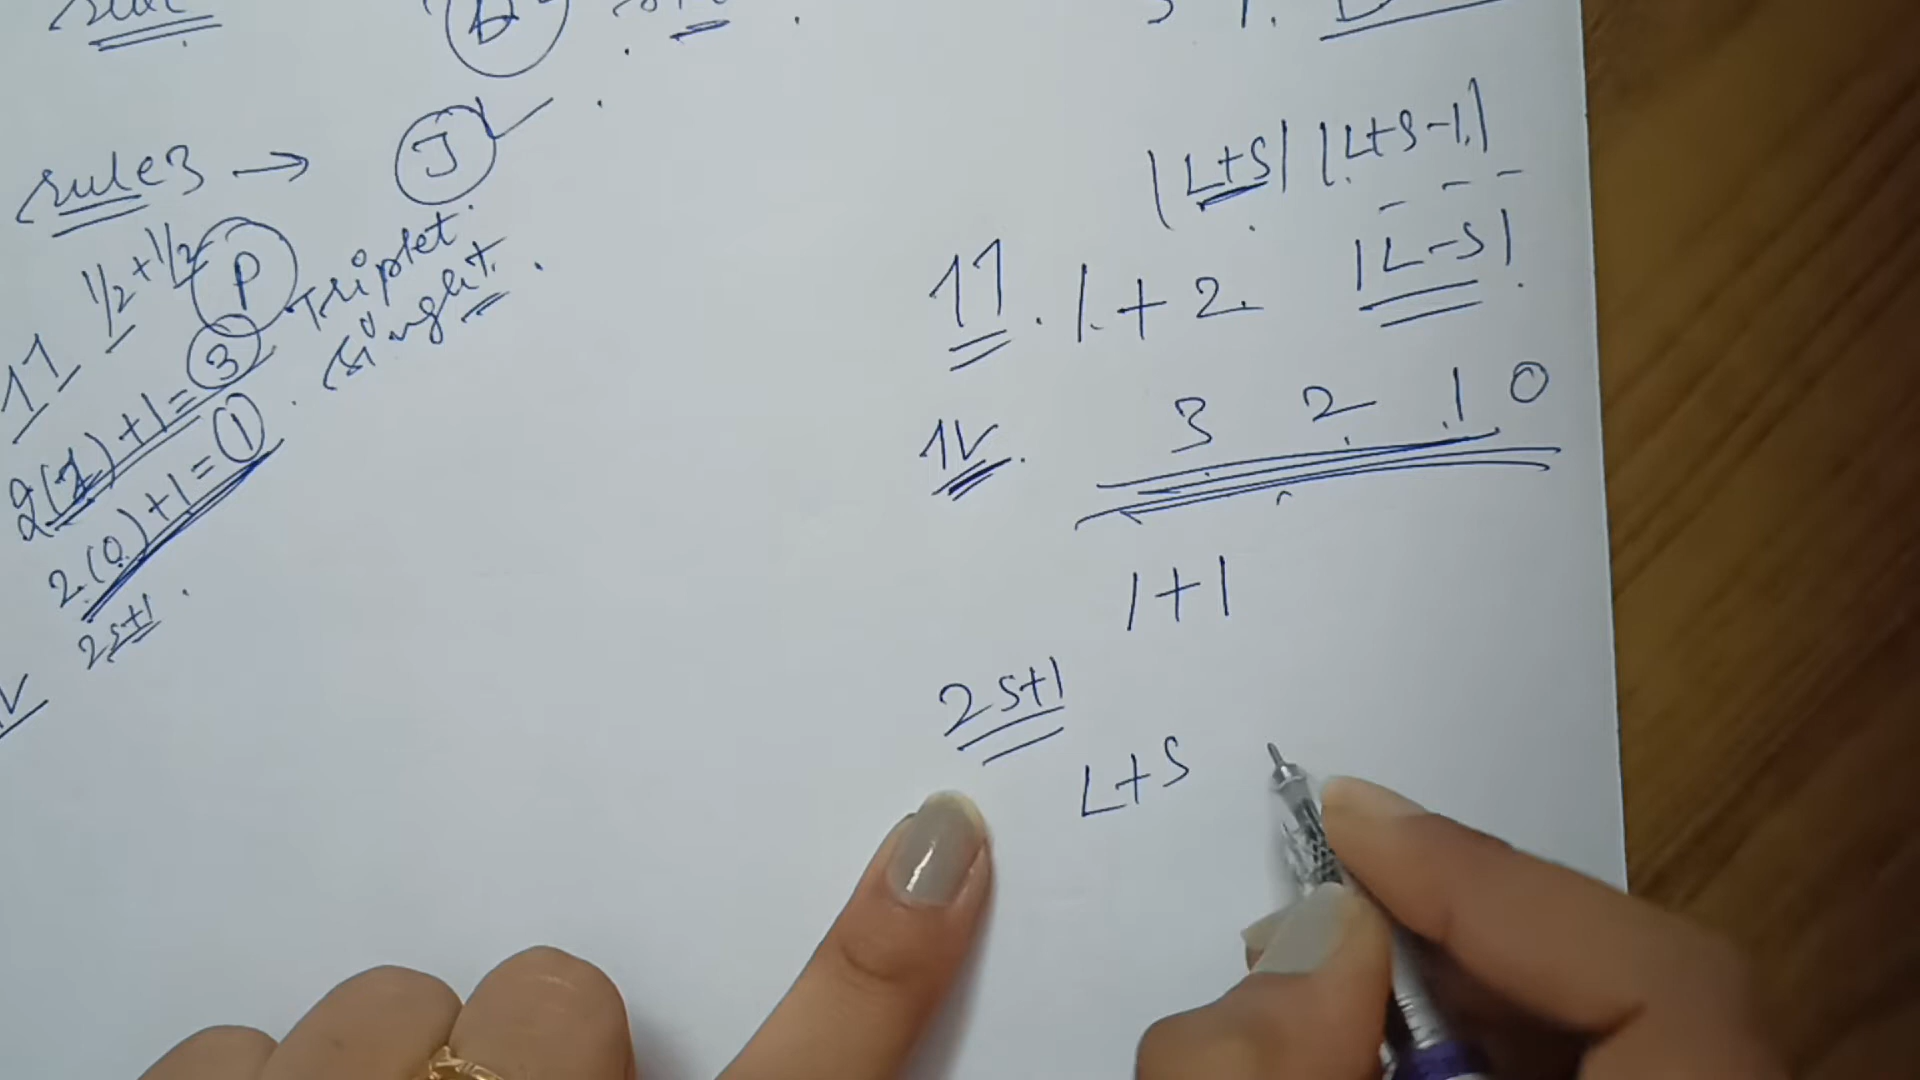 rule3 → J
1/2 + 1/2 P
11
Triplet
singlet
2(1)+1=3
2(0)+1=1
2s+1
|L+S| |L+S-1|
- - -
|L-S|
11. 1+2
1V. 3 2 1 0
1+1
2s+1
L+S